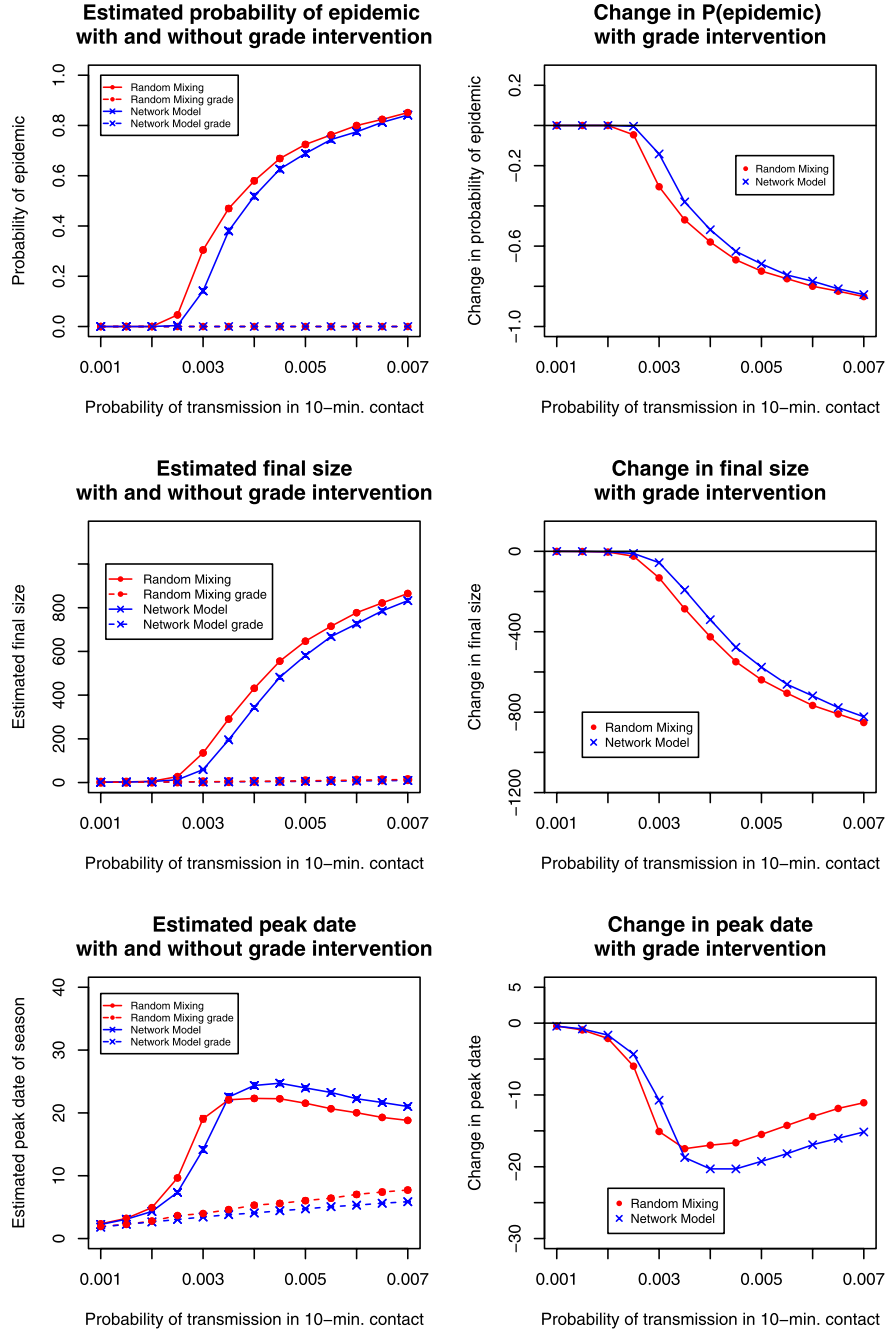 Estimated probability of epidemic
with and without grade intervention
Probability of epidemic
1.0
0.8
0.6
0.4
0.2
0.0
Random Mixing
Random Mixing grade
Network Model
Network Model grade
0.001
0.003
0.005
0.007
Probability of transmission in 10−min. contact
Change in P(epidemic)
with grade intervention
Change in probability of epidemic
0.2
−0.2
−0.6
−1.0
Random Mixing
Network Model
0.001
0.003
0.005
0.007
Probability of transmission in 10−min. contact
Estimated final size
with and without grade intervention
Estimated final size
800
600
400
200
0
Random Mixing
Random Mixing grade
Network Model
Network Model grade
0.001
0.003
0.005
0.007
Probability of transmission in 10−min. contact
Change in final size
with grade intervention
Change in final size
0
−400
−800
−1200
Random Mixing
Network Model
0.001
0.003
0.005
0.007
Probability of transmission in 10−min. contact
Estimated peak date
with and without grade intervention
Estimated peak date of season
40
30
20
10
0
Random Mixing
Random Mixing grade
Network Model
Network Model grade
0.001
0.003
0.005
0.007
Probability of transmission in 10−min. contact
Change in peak date
with grade intervention
Change in peak date
5
0
−10
−20
−30
Random Mixing
Network Model
0.001
0.003
0.005
0.007
Probability of transmission in 10−min. contact